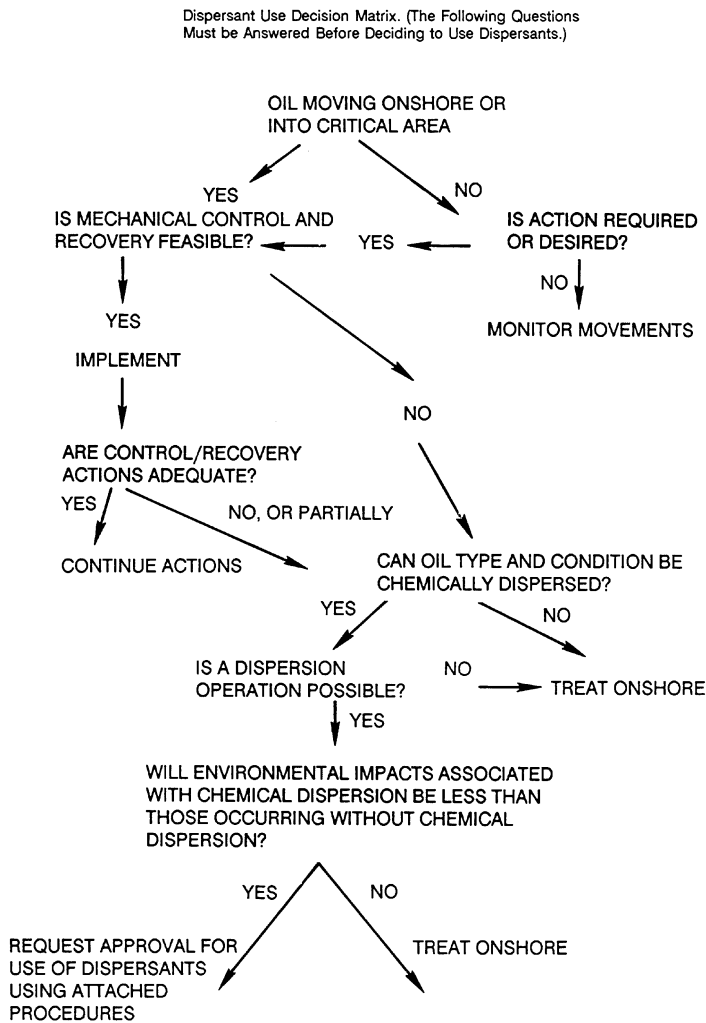 Dispersant Use Decision Matrix. (The Following Questions
Must be Answered Before Deciding to Use Dispersants.)
OIL MOVING ONSHORE OR
INTO CRITICAL AREA
YES
NO
IS MECHANICAL CONTROL AND
RECOVERY FEASIBLE?
YES
IS ACTION REQUIRED
OR DESIRED?
NO
MONITOR MOVEMENTS
YES
IMPLEMENT
NO
ARE CONTROL/RECOVERY
ACTIONS ADEQUATE?
YES
NO, OR PARTIALLY
CONTINUE ACTIONS
CAN OIL TYPE AND CONDITION BE
CHEMICALLY DISPERSED?
YES
NO
IS A DISPERSION
OPERATION POSSIBLE?
NO
TREAT ONSHORE
YES
WILL ENVIRONMENTAL IMPACTS ASSOCIATED
WITH CHEMICAL DISPERSION BE LESS THAN
THOSE OCCURRING WITHOUT CHEMICAL
DISPERSION?
YES
NO
REQUEST APPROVAL FOR
USE OF DISPERSANTS
USING ATTACHED
PROCEDURES
TREAT ONSHORE